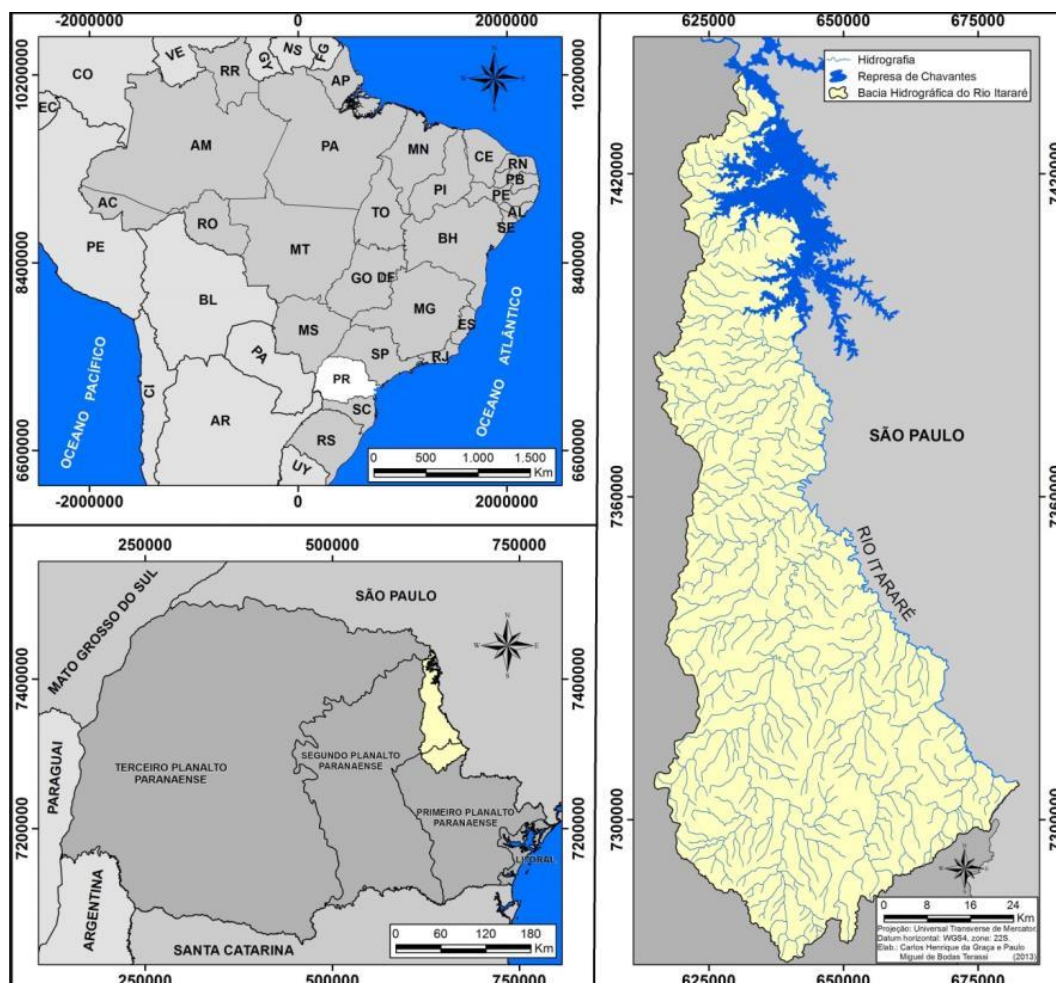 -2000000 0 2000000
10200000
8400000
6600000
CO
VE
RR
GY
NS
FG
AP
EC
AM
PA
MN
CE
RN
PB
PE
AL
SE
PI
AC
RO
TO
PE
MT
BH
GO DF
BL
MG
ES
MS
SP
RJ
PA
PR
CI
SC
AR
RS
UY
OCEANO PACÍFICO
OCEANO ATLÂNTICO
0 500 1.000 1.500
Km
10200000
8400000
6600000
-2000000 0 2000000
250000 500000 750000
MATO GROSSO DO SUL
SÃO PAULO
7400000
7200000
PARAGUAI
TERCEIRO PLANALTO
PARANAENSE
SEGUNDO PLANALTO
PARANAENSE
PRIMEIRO PLANALTO
PARANAENSE
LITORAL
ARGENTINA
SANTA CATARINA
0 60 120 180
Km
7400000
7200000
250000 500000 750000
625000 650000 675000
Hidrografia
Represa de Chavantes
Bacia Hidrográfica do Rio Itararé
7420000
7360000
7300000
SÃO PAULO
RIO ITARARÉ
7420000
7360000
7300000
0 8 16 24
Km
Projeção: Universal Transverse de Mercator.
Datum horizontal: WGS4, zone: 22S.
Elab.: Carlos Henrique da Graça e Paulo
Miguel de Bodas Terassi (2013)
625000 650000 675000